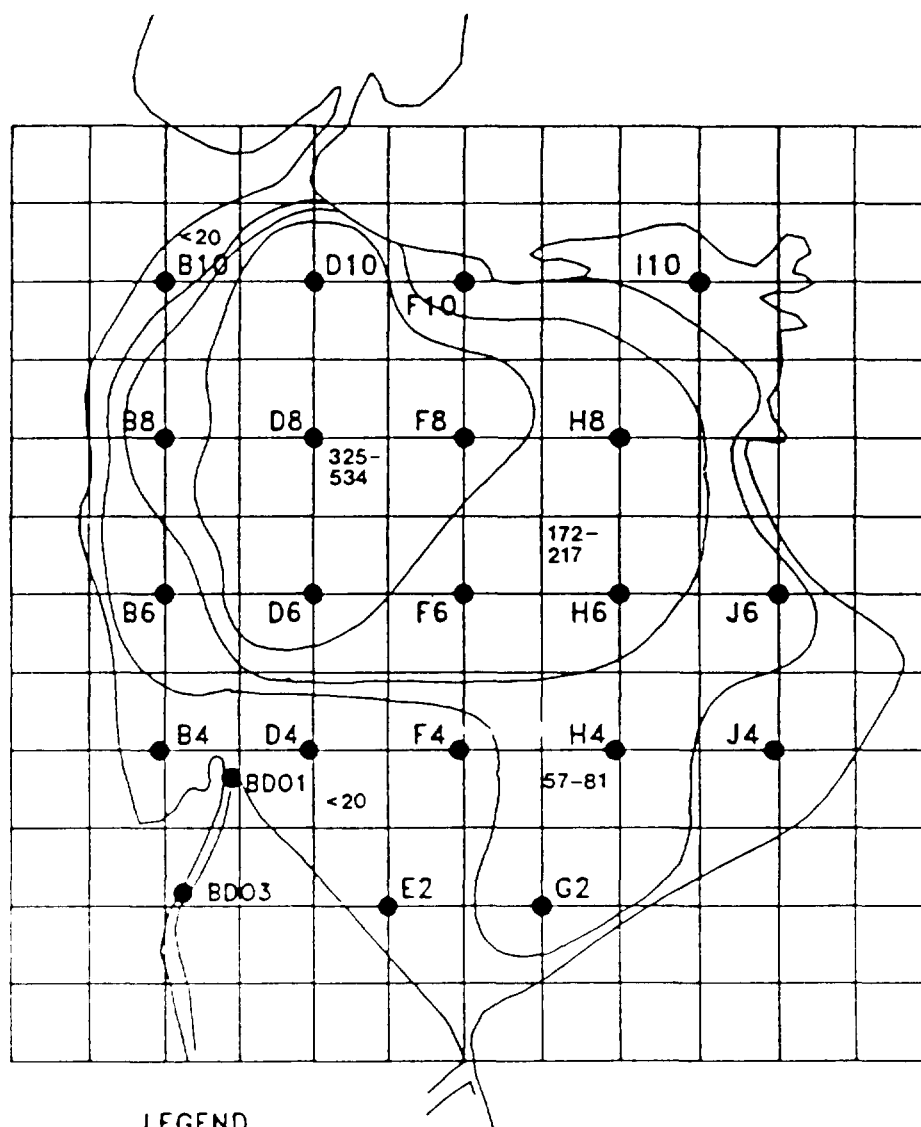 <20
B10 D10 I10
F10
B8 D8 F8 H8
325-
534
172-
217
B6 D6 F6 H6 J6
B4 D4 F4 H4 J4
BD01 57-81
<20
BD03 E2 G2
LEGEND